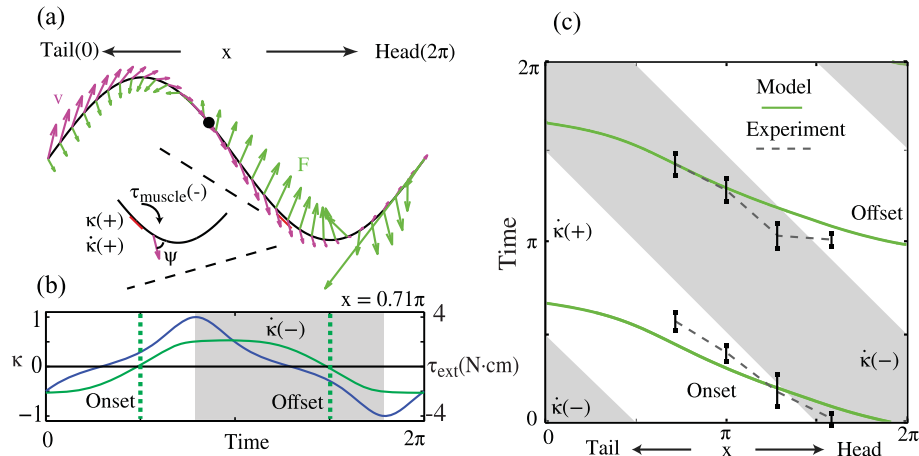 (a)
Tail(0) x Head(2π)
v
F
τmuscle(-)
κ(+)
κ̇(+)
ψ
(b)
x = 0.71π
1 4
κ̇(−)
κ 0 τext(N·cm)
Onset Offset
−1 -4
0 Time 2π
(c)
2π
Model
Experiment
Offset
κ̇(+)
Time
π
κ̇(−)
Onset
κ̇(−)
0
0 π 2π
Tail x Head